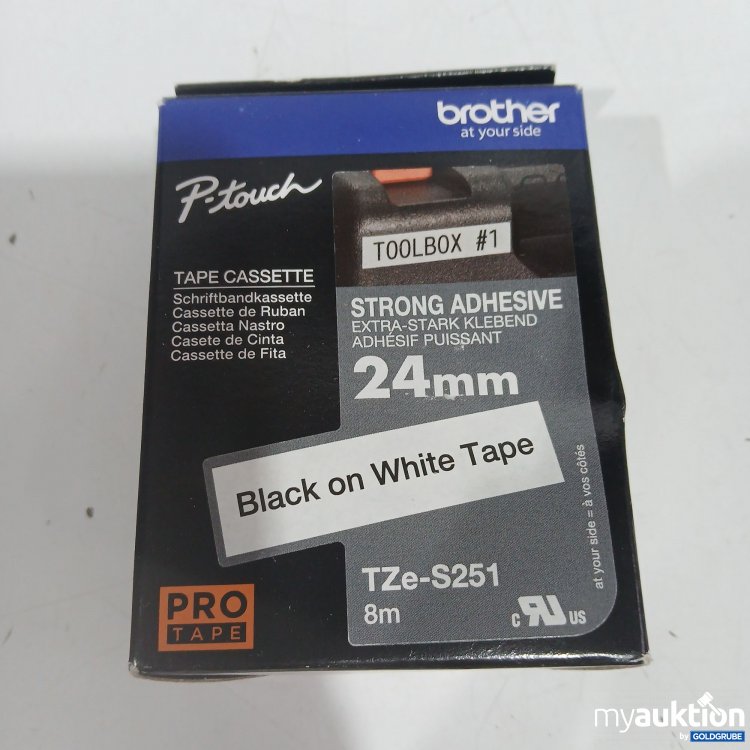 brother
at your side
P-touch
TOOLBOX #1
TAPE CASSETTE
Schriftbandkassette
Cassette de Ruban
Cassetta Nastro
Casete de Cinta
Cassette de Fita
STRONG ADHESIVE
EXTRA-STARK KLEBEND
ADHÉSIF PUISSANT
24mm
Black on White Tape
at your side = à vos côtés
TZe-S251
8m
PRO
TAPE
c RU US
myauktion
by GOLDGRUBE